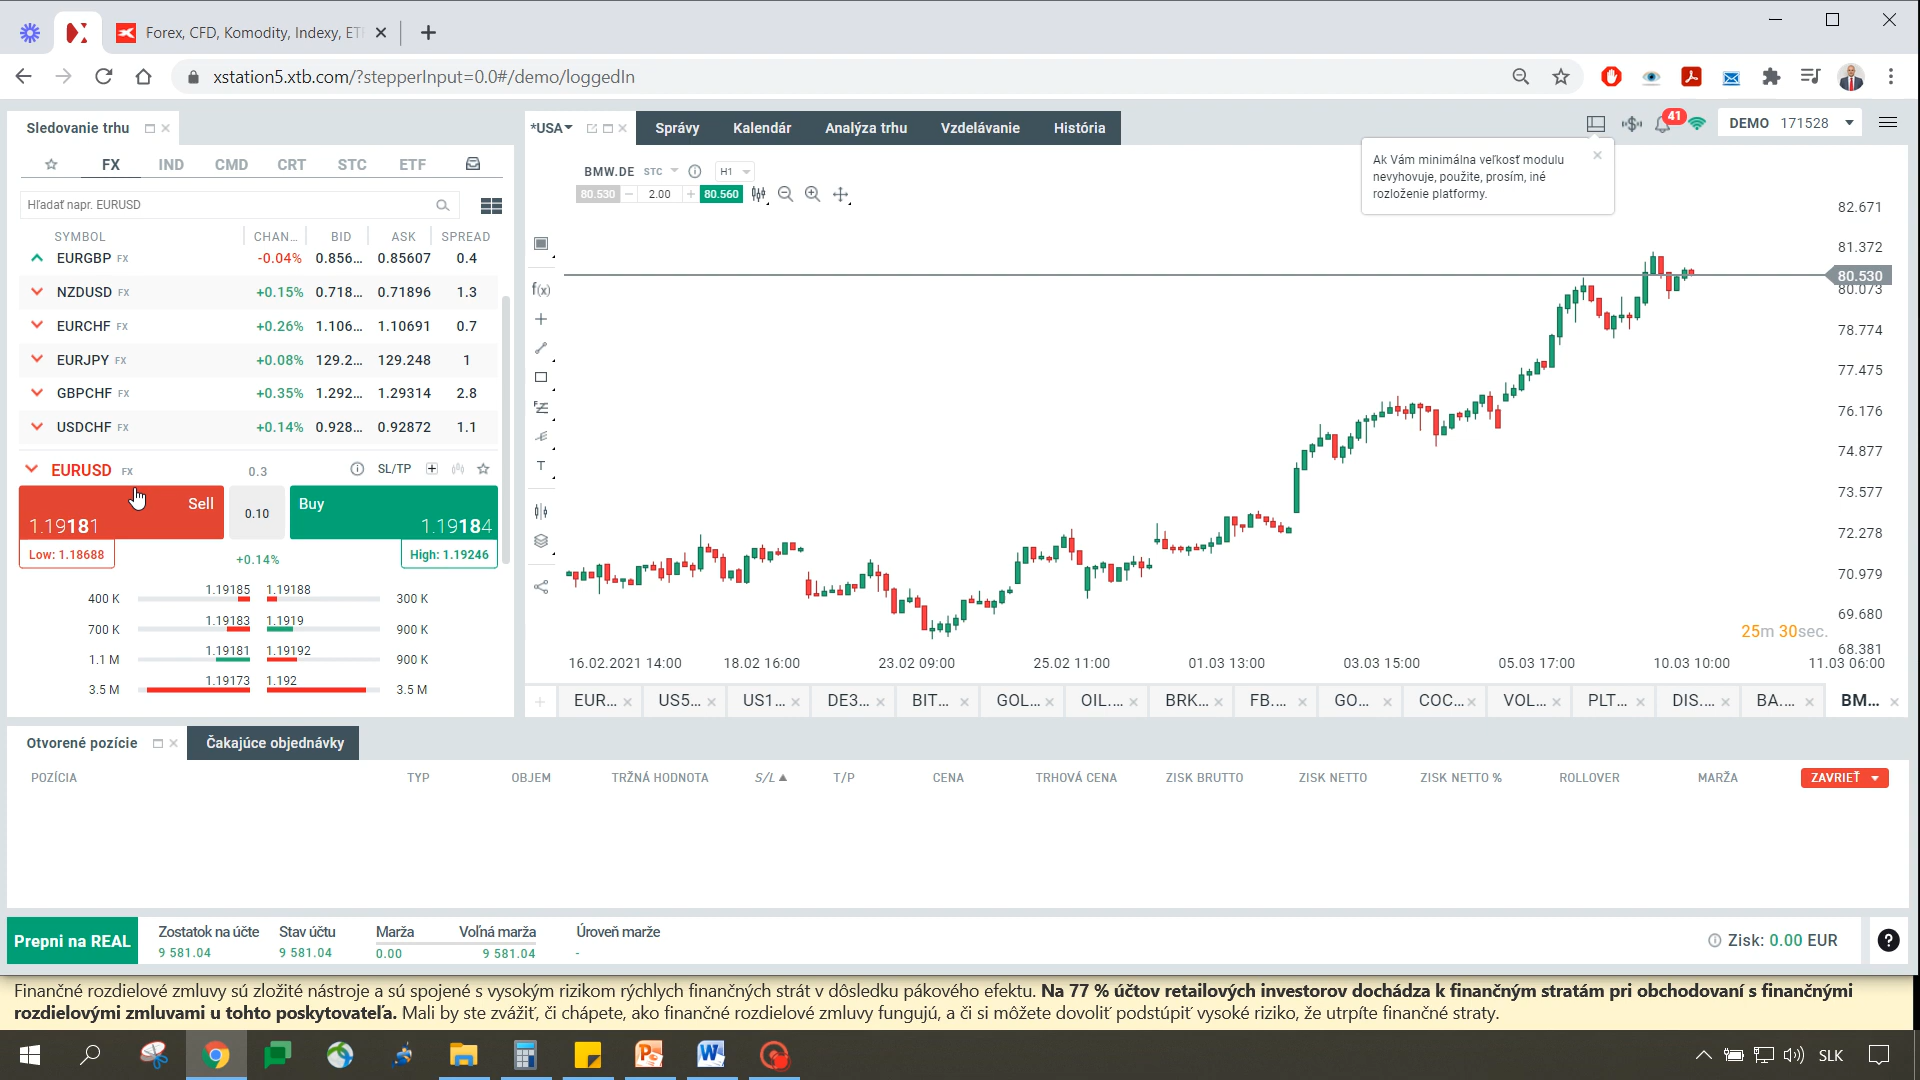 Forex, CFD, Komodity, Indexy, ET
xstation5.xtb.com/?stepperInput=0.0#/demo/loggedIn
Sledovanie trhu
FX IND CMD CRT STC ETF
Hľadať napr. EURUSD
SYMBOL CHAN... BID ASK SPREAD
EURGBP FX -0.04% 0.856... 0.85607 0.4
NZDUSD FX +0.15% 0.718... 0.71896 1.3
EURCHF FX +0.26% 1.106... 1.10691 0.7
EURJPY FX +0.08% 129.2... 129.248 1
GBPCHF FX +0.35% 1.292... 1.29314 2.8
USDCHF FX +0.14% 0.928... 0.92872 1.1
EURUSD FX 0.3 SL/TP
Sell 0.10 Buy
1.19181 1.19184
Low: 1.18688 +0.14% High: 1.19246
400 K 1.19185 1.19188 300 K
700 K 1.19183 1.1919 900 K
1.1 M 1.19181 1.19192 900 K
3.5 M 1.19173 1.192 3.5 M
*USA Správy Kalendár Analýza trhu Vzdelávanie História
41 DEMO 171528
Ak Vám minimálna veľkosť modulu
nevyhovuje, použite, prosím, iné
rozloženie platformy.
BMW.DE STC H1
80.530 2.00 80.560
f(x)
T
82.671
81.372
80.530
80.073
78.774
77.475
76.176
74.877
73.577
72.278
70.979
69.680
68.381
25m 30sec.
16.02.2021 14:00 18.02 16:00 23.02 09:00 25.02 11:00 01.03 13:00 03.03 15:00 05.03 17:00 10.03 10:00 11.03 06:00
EUR... US5... US1... DE3... BIT... GOL... OIL.... BRK... FB.... GO... COC... VOL... PLT... DIS.... BA.... BM...
Otvorené pozície Čakajúce objednávky
POZÍCIA TYP OBJEM TRŽNÁ HODNOTA S/L T/P CENA TRHOVÁ CENA ZISK BRUTTO ZISK NETTO ZISK NETTO % ROLLOVER MARŽA ZAVRIEŤ
Prepni na REAL
Zostatok na účte Stav účtu Marža Voľná marža Úroveň marže
9 581.04 9 581.04 0.00 9 581.04 -
Zisk: 0.00 EUR
Finančné rozdielové zmluvy sú zložité nástroje a sú spojené s vysokým rizikom rýchlych finančných strát v dôsledku pákového efektu. Na 77 % účtov retailových investorov dochádza k finančným stratám pri obchodovaní s finančnými
rozdielovými zmluvami u tohto poskytovateľa. Mali by ste zvážiť, či chápete, ako finančné rozdielové zmluvy fungujú, a či si môžete dovoliť podstúpiť vysoké riziko, že utrpíte finančné straty.
SLK